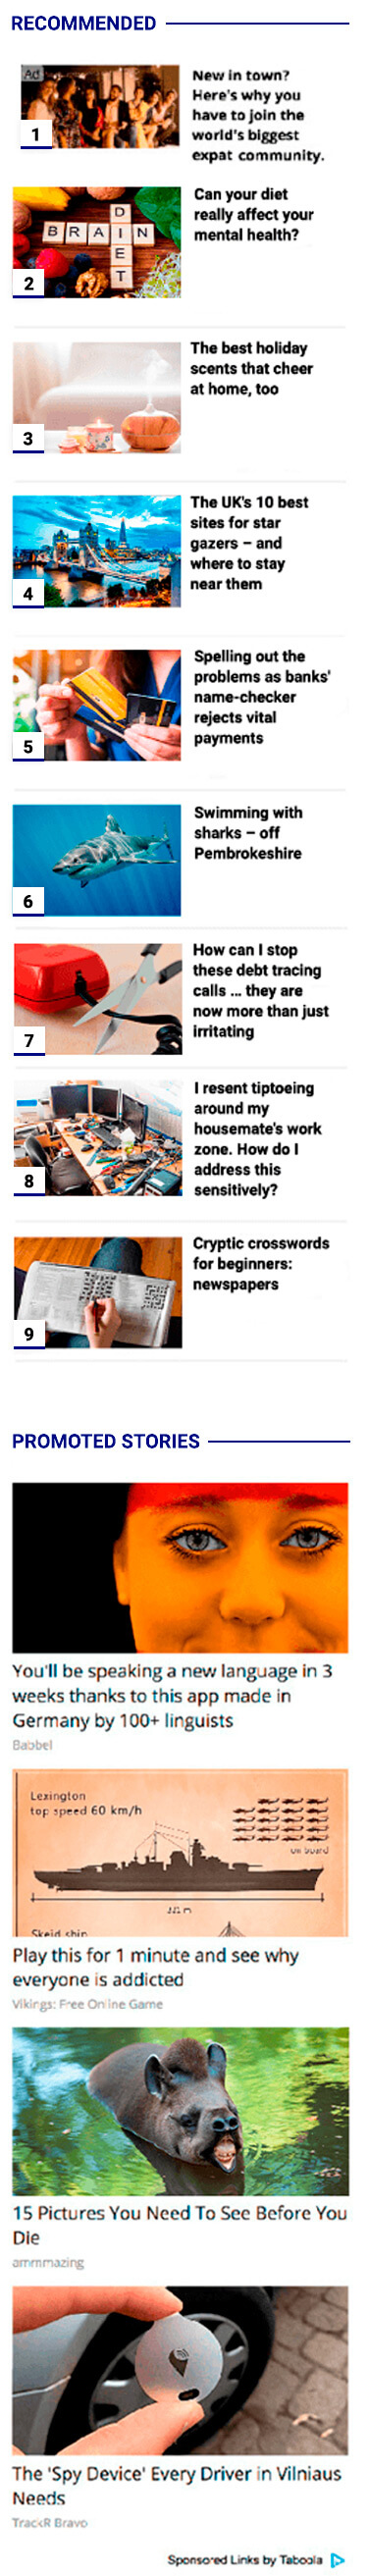 RECOMMENDED
Ad
New in town?
Here's why you
have to join the
world's biggest
expat community.
1
Can your diet
really affect your
mental health?
D
BRAIN
E
T
2
The best holiday
scents that cheer
at home, too
3
The UK's 10 best
sites for star
gazers – and
where to stay
near them
4
Spelling out the
problems as banks'
name-checker
rejects vital
payments
5
Swimming with
sharks – off
Pembrokeshire
6
How can I stop
these debt tracing
calls ... they are
now more than just
irritating
7
I resent tiptoeing
around my
housemate's work
zone. How do I
address this
sensitively?
8
Cryptic crosswords
for beginners:
newspapers
9
PROMOTED STORIES
You'll be speaking a new language in 3
weeks thanks to this app made in
Germany by 100+ linguists
Babbel
Lexington
top speed 60 km/h
on board
Skeid ship
Play this for 1 minute and see why
everyone is addicted
Vikings: Free Online Game
15 Pictures You Need To See Before You
Die
ammmazing
The 'Spy Device' Every Driver in Vilniaus
Needs
TrackR Bravo
Sponsored Links by Taboola